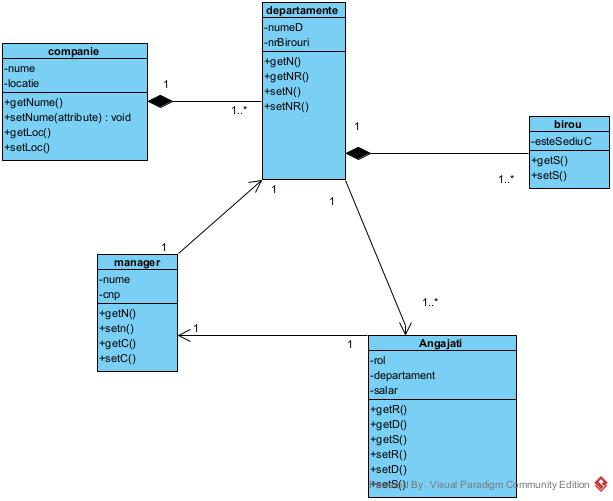 departamente
-numeD
-nrBirouri
+getN()
+getNR()
+setN()
+setNR()
companie
-nume
-locatie
+getNume()
+setNume(attribute) : void
+getLoc()
+setLoc()
1
1..*
1
1..*
birou
-esteSediuC
+getS()
+setS()
1
1
1
1..*
manager
-nume
-cnp
+getN()
+setn()
+getC()
+setC()
1
1
Angajati
-rol
-departament
-salar
+getR()
+getD()
+getS()
+setR()
+setD()
+setS()
Powered By Visual Paradigm Community Edition